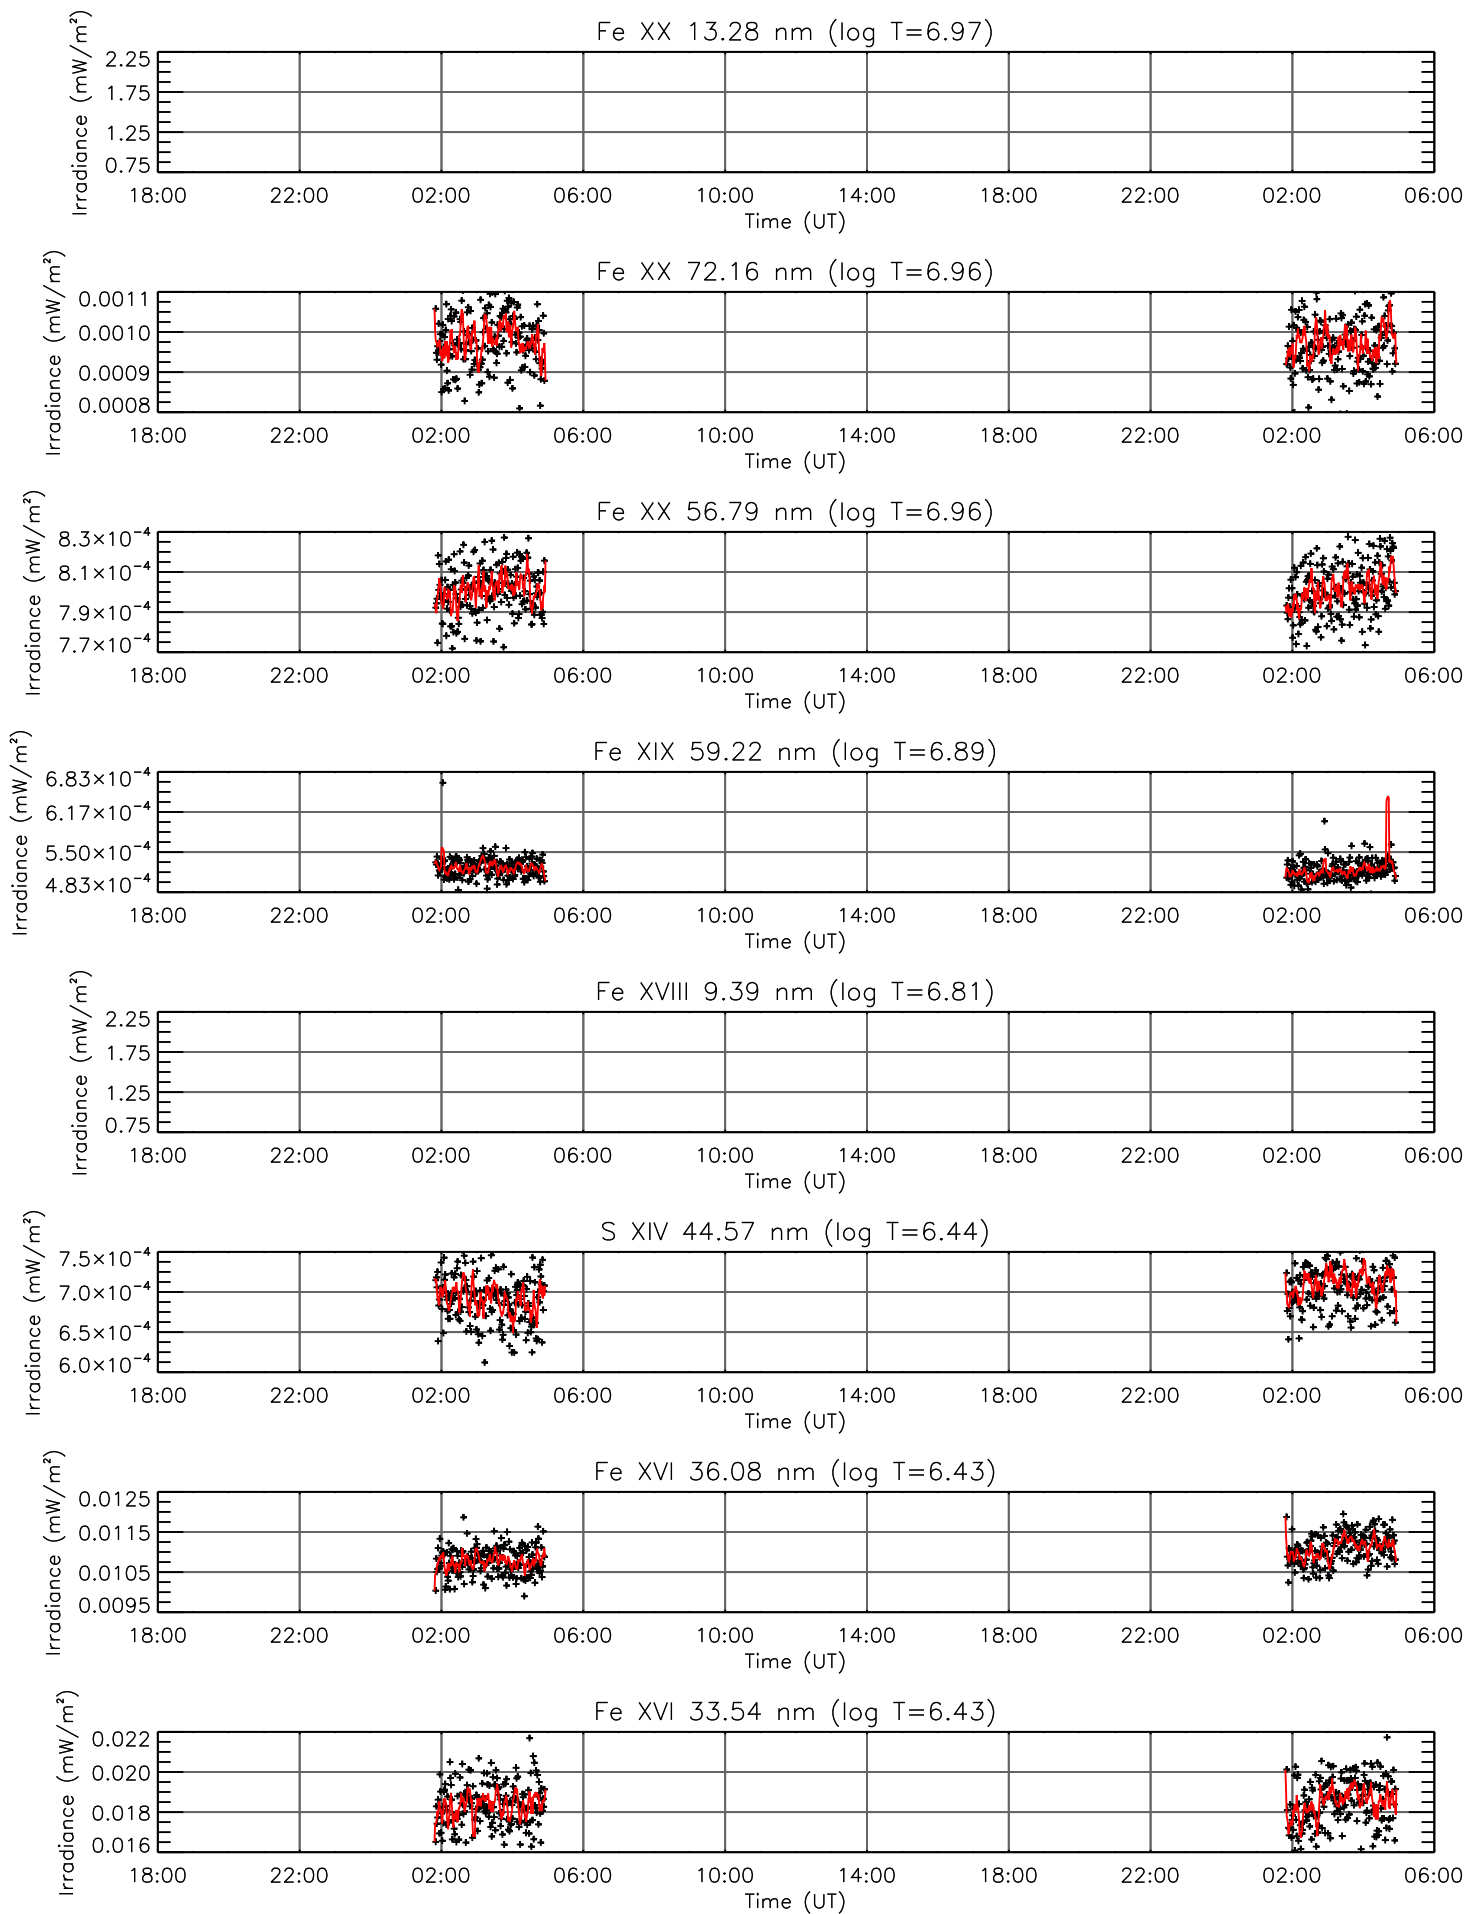 Fe XX 13.28 nm (log T=6.97)
Irradiance (mW/m²)
2.25
1.75
1.25
0.75
18:00 22:00 02:00 06:00 10:00 14:00 18:00 22:00 02:00 06:00
Time (UT)
Fe XX 72.16 nm (log T=6.96)
Irradiance (mW/m²)
0.0011
0.0010
0.0009
0.0008
18:00 22:00 02:00 06:00 10:00 14:00 18:00 22:00 02:00 06:00
Time (UT)
Fe XX 56.79 nm (log T=6.96)
Irradiance (mW/m²)
8.3×10⁻⁴
8.1×10⁻⁴
7.9×10⁻⁴
7.7×10⁻⁴
18:00 22:00 02:00 06:00 10:00 14:00 18:00 22:00 02:00 06:00
Time (UT)
Fe XIX 59.22 nm (log T=6.89)
Irradiance (mW/m²)
6.83×10⁻⁴
6.17×10⁻⁴
5.50×10⁻⁴
4.83×10⁻⁴
18:00 22:00 02:00 06:00 10:00 14:00 18:00 22:00 02:00 06:00
Time (UT)
Fe XVIII 9.39 nm (log T=6.81)
Irradiance (mW/m²)
2.25
1.75
1.25
0.75
18:00 22:00 02:00 06:00 10:00 14:00 18:00 22:00 02:00 06:00
Time (UT)
S XIV 44.57 nm (log T=6.44)
Irradiance (mW/m²)
7.5×10⁻⁴
7.0×10⁻⁴
6.5×10⁻⁴
6.0×10⁻⁴
18:00 22:00 02:00 06:00 10:00 14:00 18:00 22:00 02:00 06:00
Time (UT)
Fe XVI 36.08 nm (log T=6.43)
Irradiance (mW/m²)
0.0125
0.0115
0.0105
0.0095
18:00 22:00 02:00 06:00 10:00 14:00 18:00 22:00 02:00 06:00
Time (UT)
Fe XVI 33.54 nm (log T=6.43)
Irradiance (mW/m²)
0.022
0.020
0.018
0.016
18:00 22:00 02:00 06:00 10:00 14:00 18:00 22:00 02:00 06:00
Time (UT)